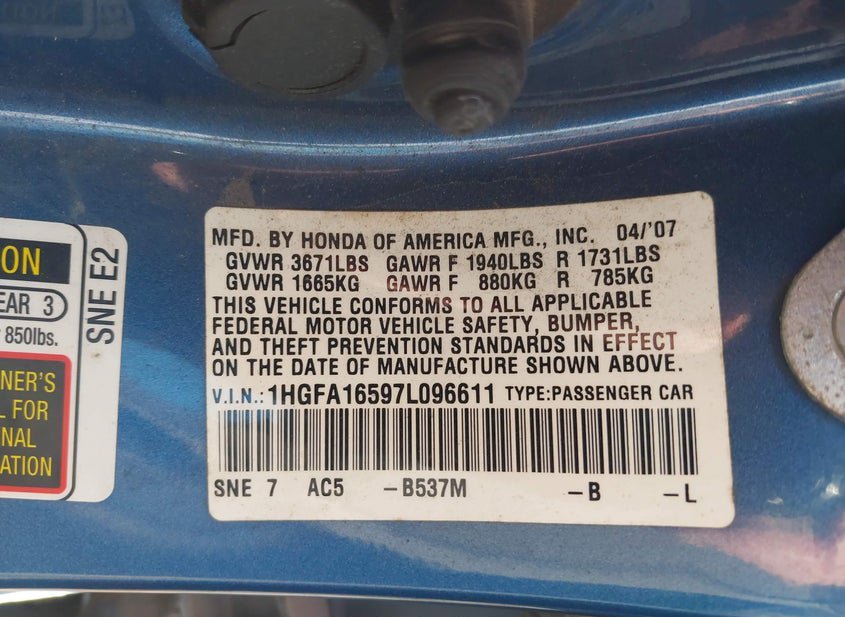 ON
EAR 3
850lbs.
NER'S
L FOR
NAL
ATION
SNE E2
MFD. BY HONDA OF AMERICA MFG., INC. 04/'07
GVWR 3671LBS GAWR F 1940LBS R 1731LBS
GVWR 1665KG GAWR F 880KG R 785KG
THIS VEHICLE CONFORMS TO ALL APPLICABLE
FEDERAL MOTOR VEHICLE SAFETY, BUMPER,
AND THEFT PREVENTION STANDARDS IN EFFECT
ON THE DATE OF MANUFACTURE SHOWN ABOVE.
V.I.N.: 1HGFA16597L096611 TYPE:PASSENGER CAR
SNE 7 AC5 -B537M -B -L